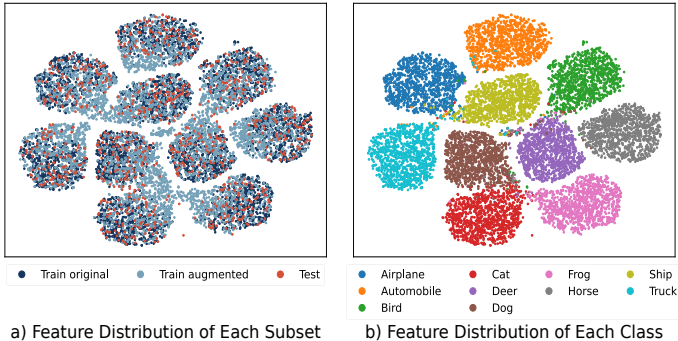 Train original Train augmented Test
Airplane Cat Frog Ship
Automobile Deer Horse Truck
Bird Dog
a) Feature Distribution of Each Subset
b) Feature Distribution of Each Class